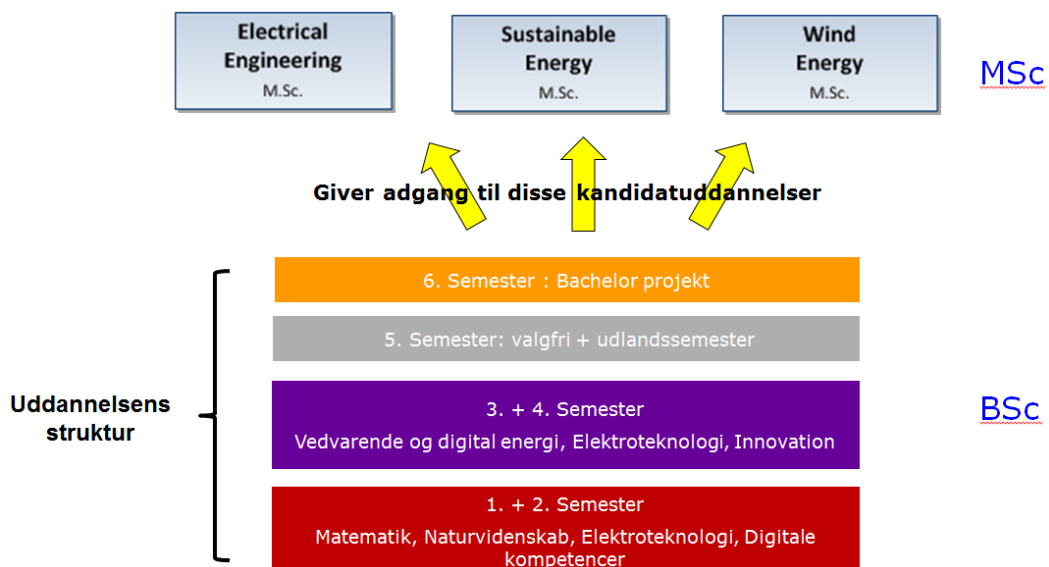 Electrical
Engineering
M.Sc.
Sustainable
Energy
M.Sc.
Wind
Energy
M.Sc.
MSc
Giver adgang til disse kandidatuddannelser
6. Semester : Bachelor projekt
5. Semester: valgfri + udlandssemester
Uddannelsens
struktur
3. + 4. Semester
Vedvarende og digital energi, Elektroteknologi, Innovation
BSc
1. + 2. Semester
Matematik, Naturvidenskab, Elektroteknologi, Digitale
kompetencer